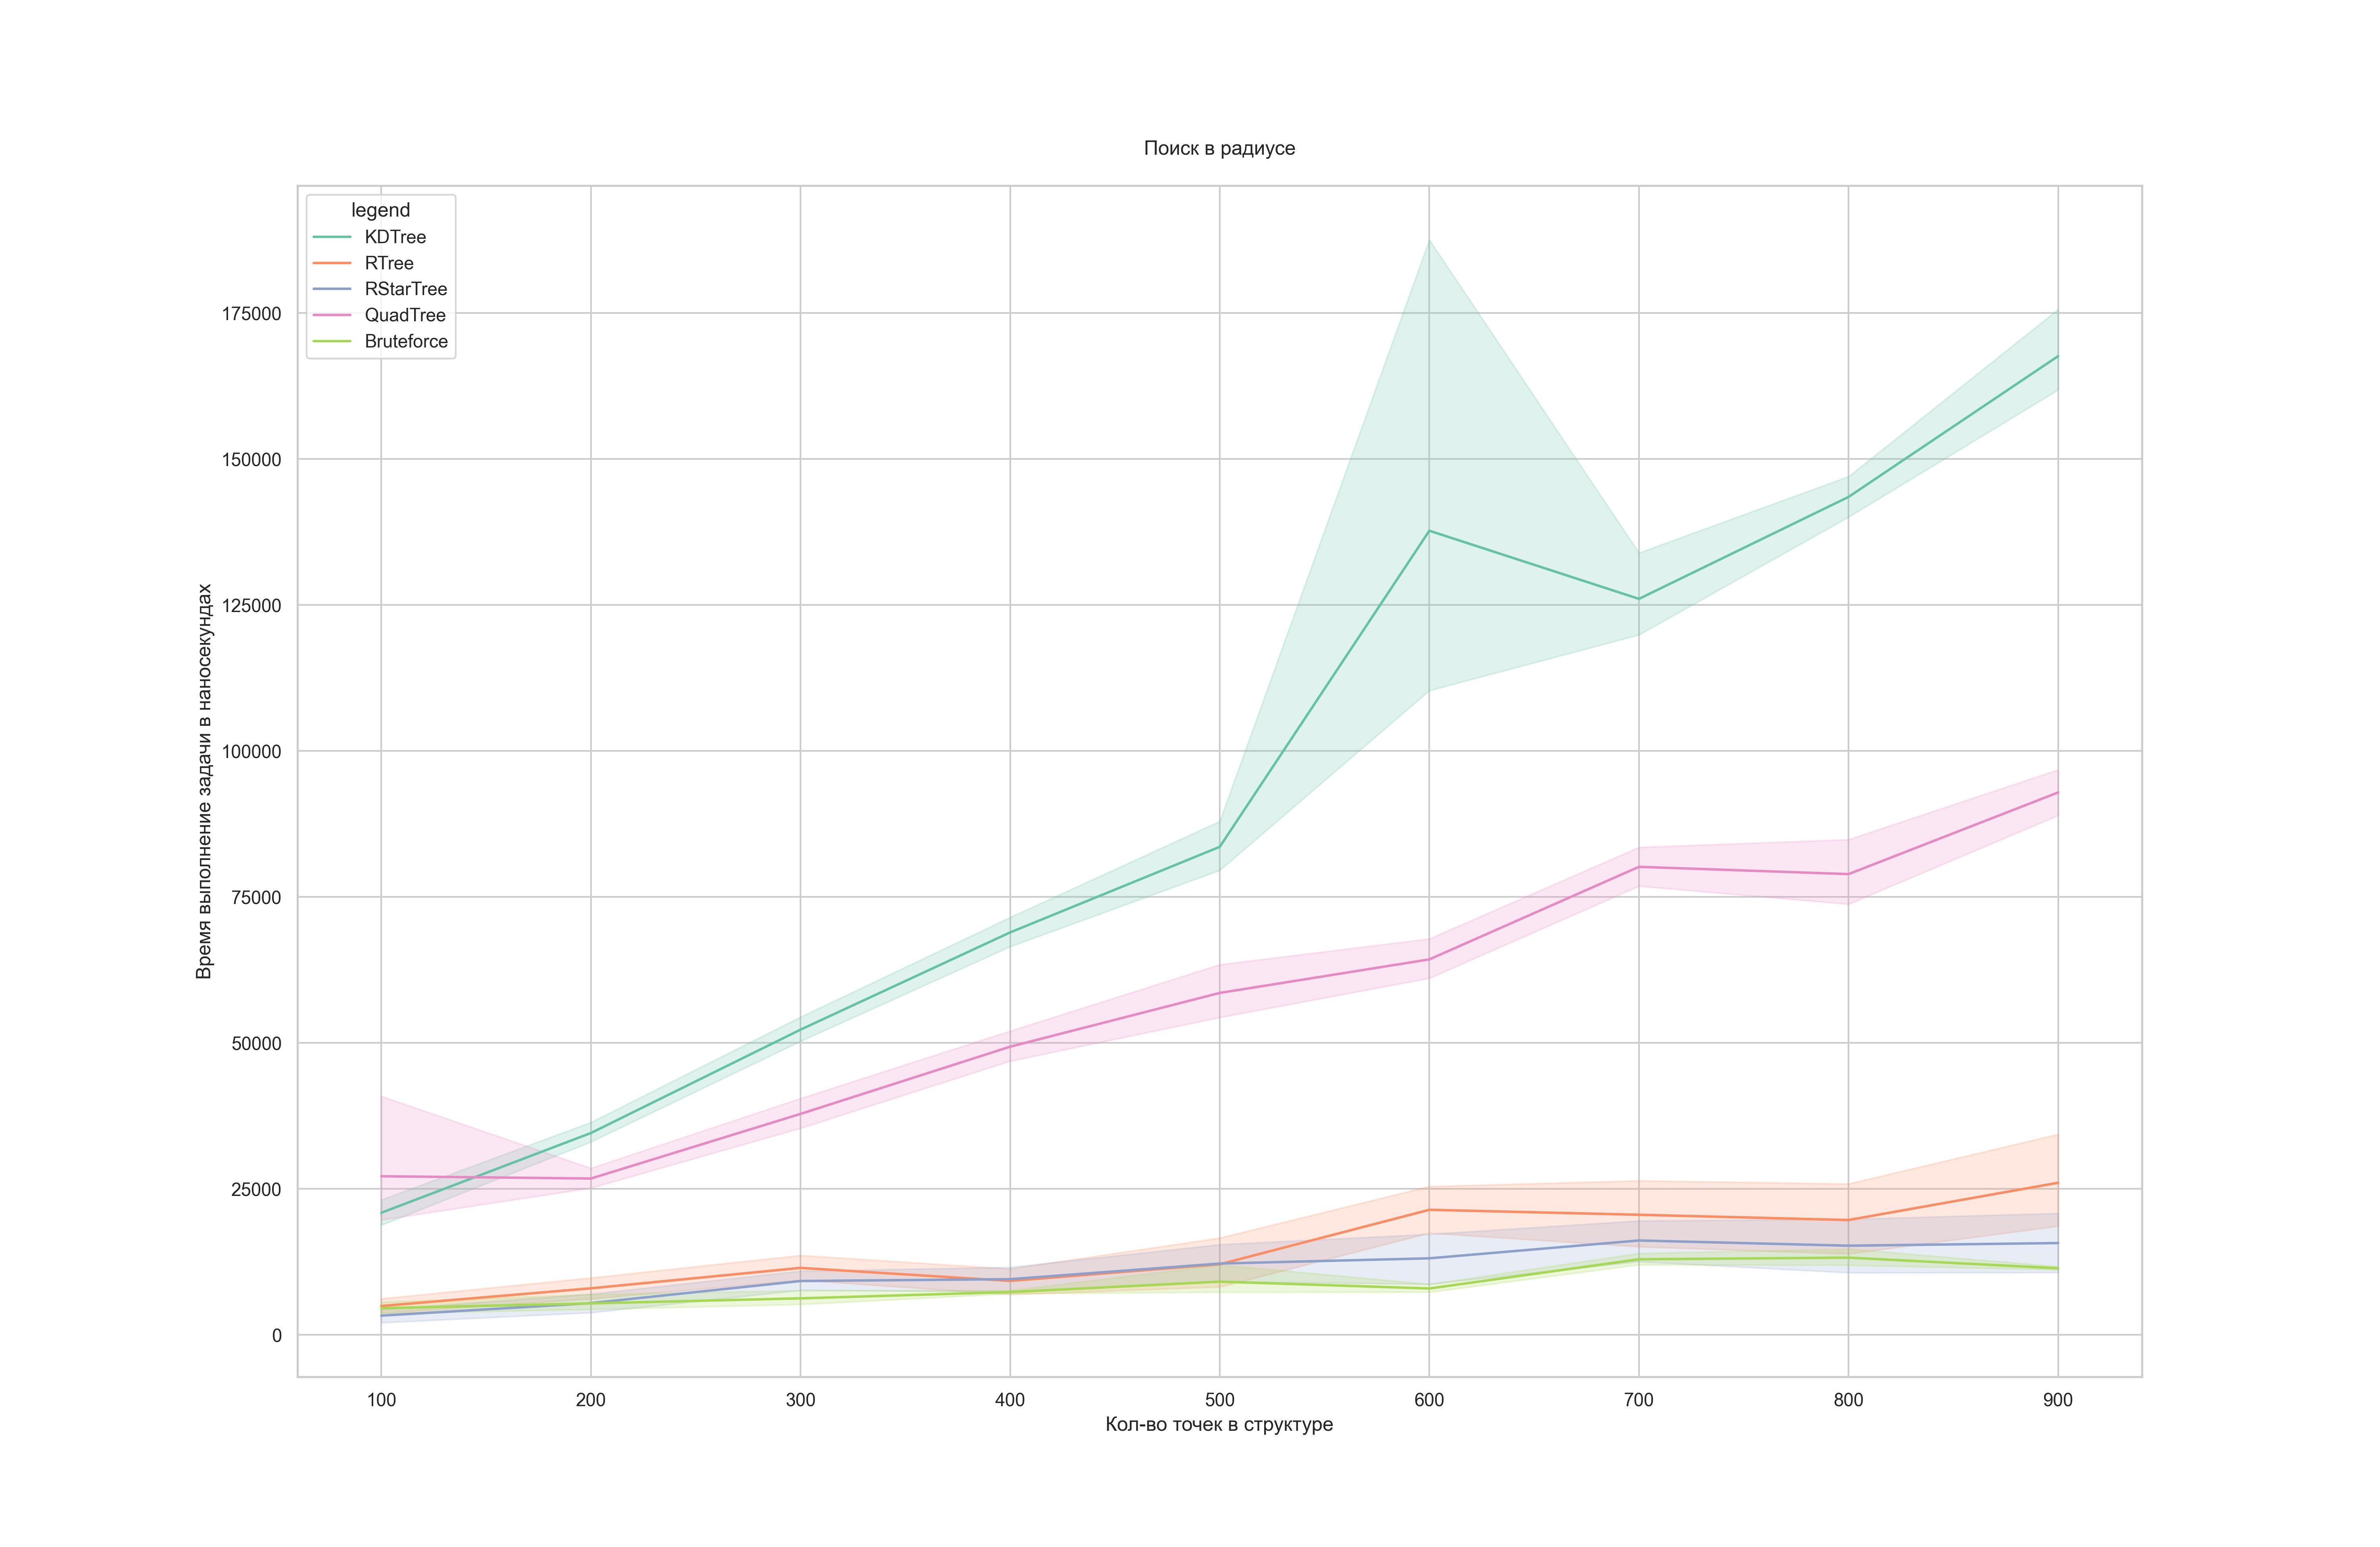 Поиск в радиусе
legend
KDTree
RTree
RStarTree
QuadTree
Bruteforce
175000
150000
125000
100000
75000
50000
25000
0
Время выполнение задачи в наносекундах
100 200 300 400 500 600 700 800 900
Кол-во точек в структуре